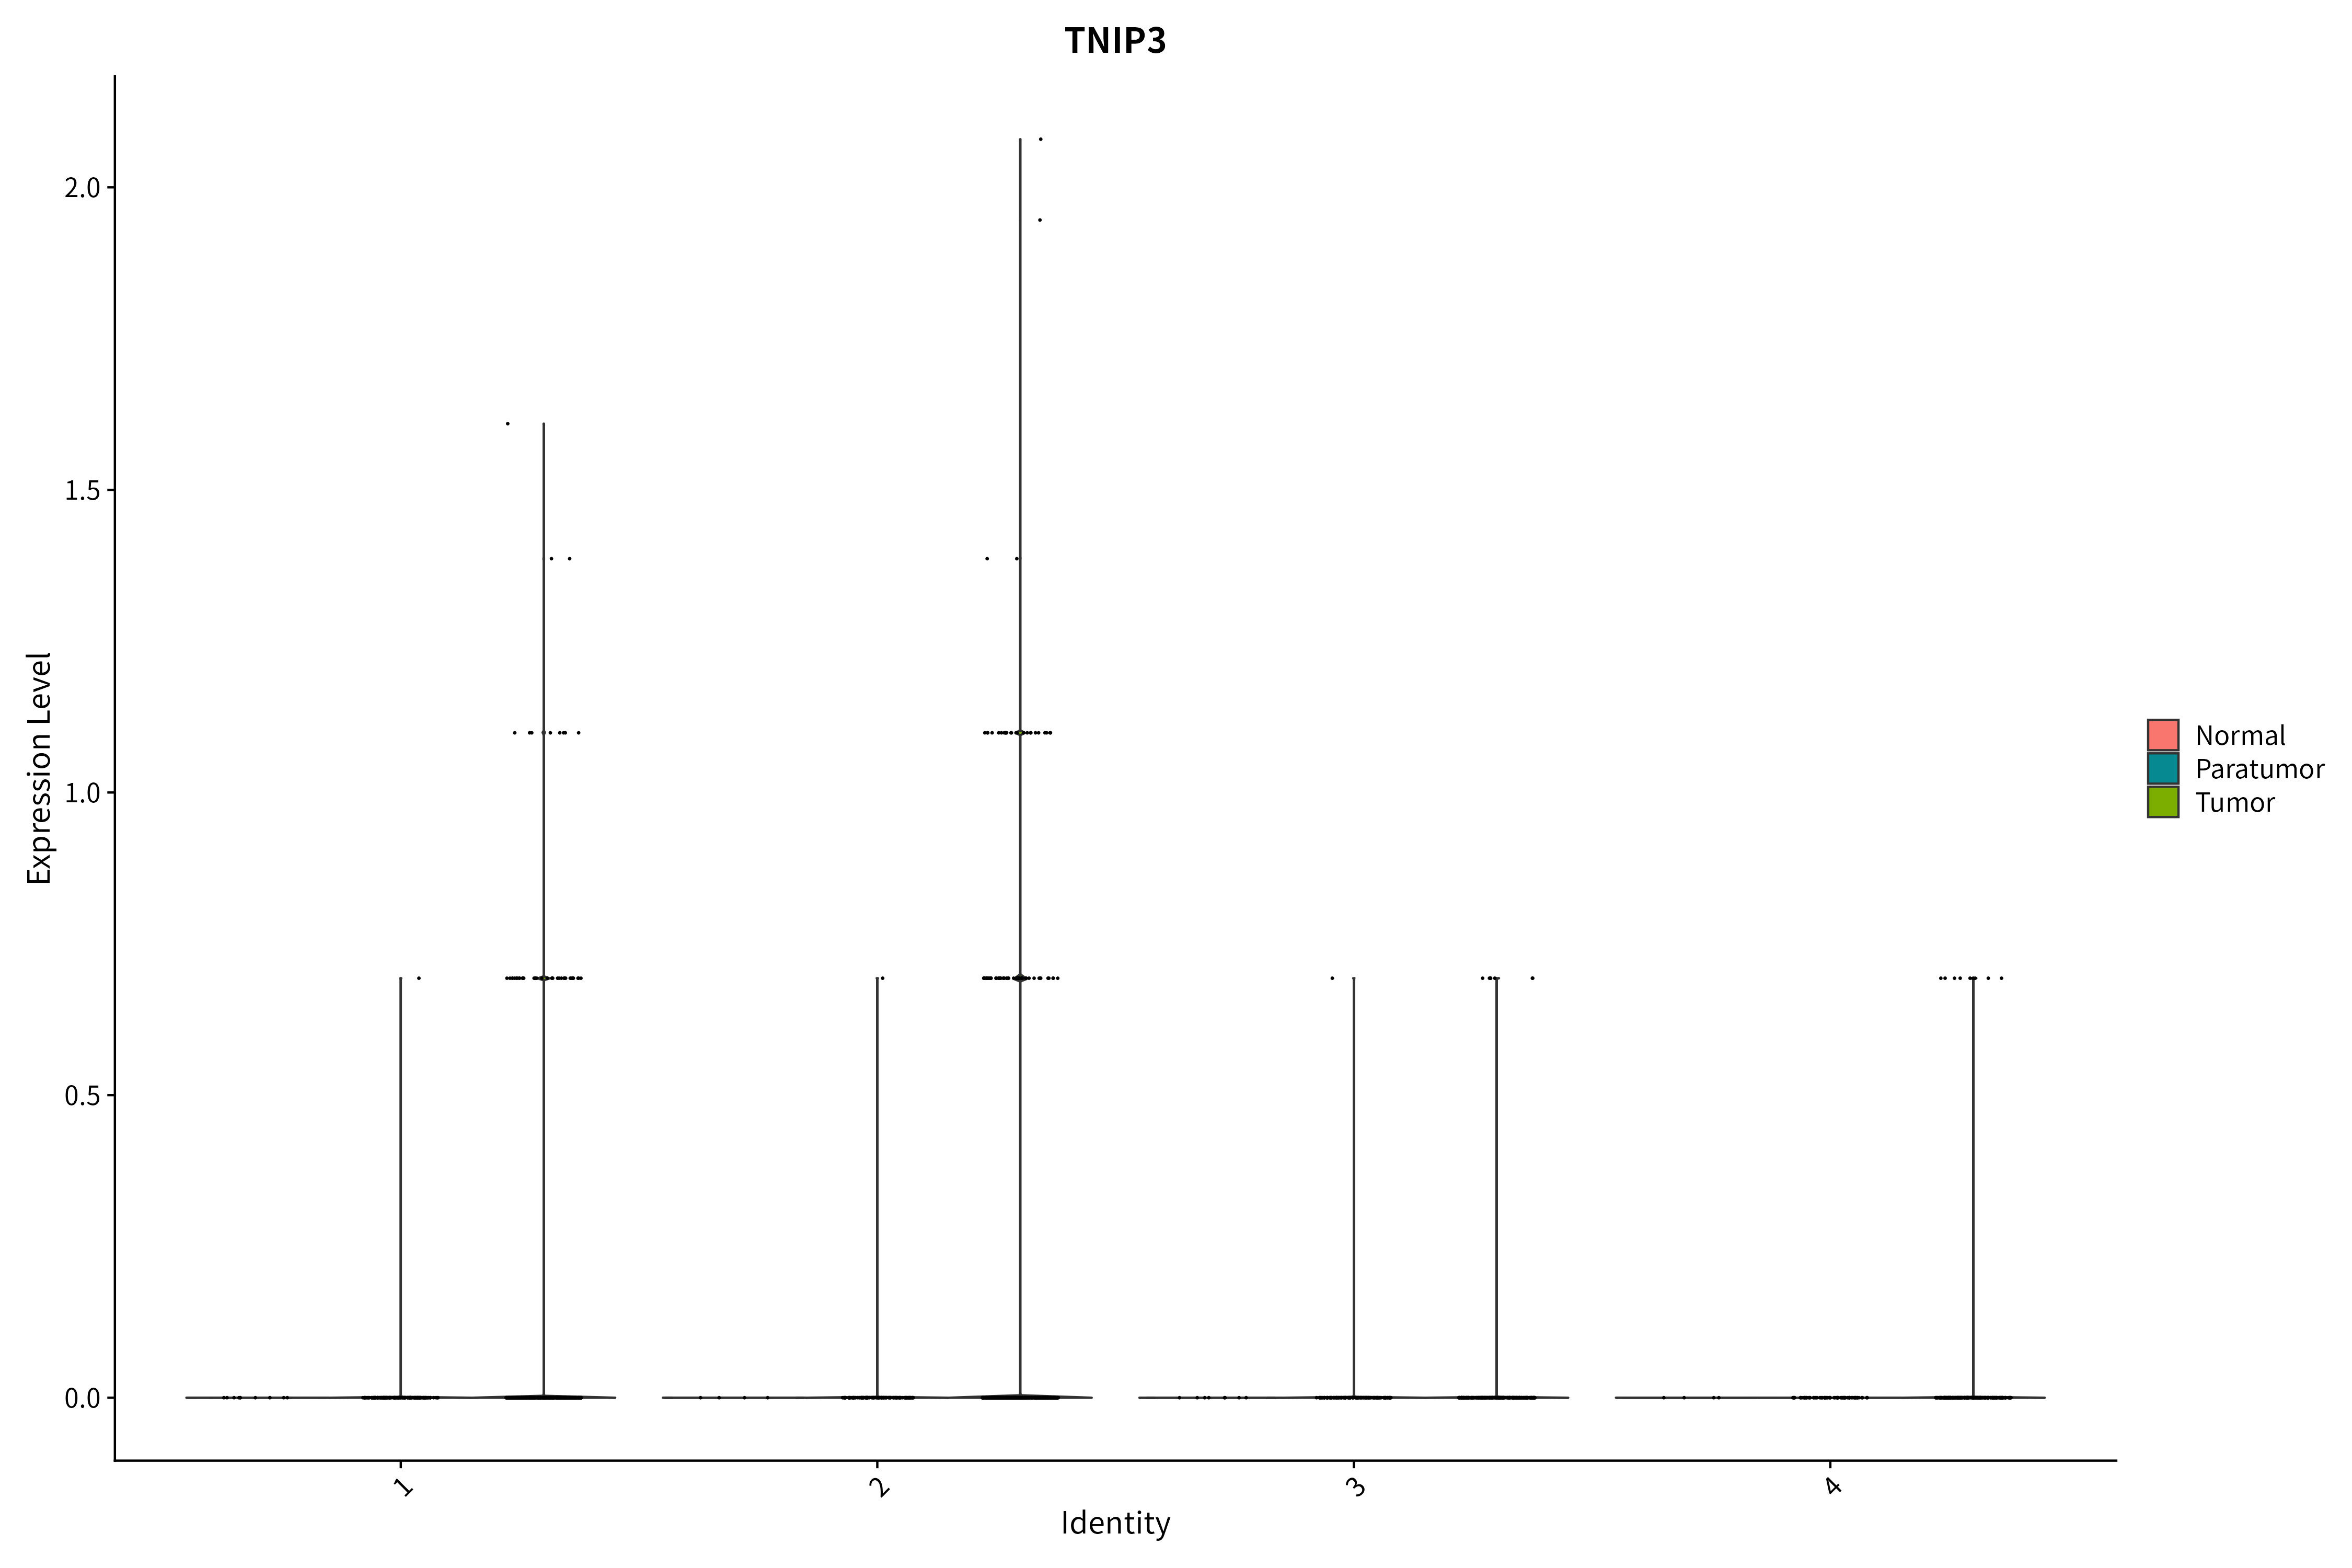 TNIP3
Expression Level
2.0
1.5
1.0
0.5
0.0
1
2
3
4
Identity
Normal
Paratumor
Tumor